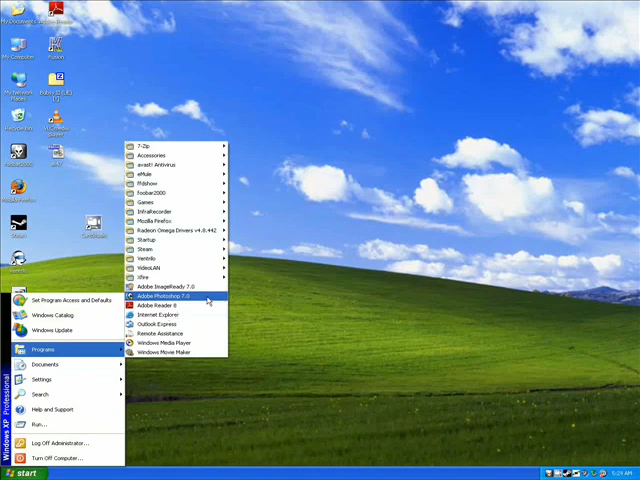 My Documents
Adobe Reader
My Computer
Fusion
My Network
Places
Recycle Bin
VLC media
player
foobar2000
Mozilla Firefox
Steam
Ventrilo
7-Zip
Accessories
avast! Antivirus
eMule
ffdshow
foobar2000
Games
InfraRecorder
Mozilla Firefox
Radeon Omega Drivers v4.8.442
Startup
Steam
Ventrilo
VideoLAN
Xfire
Adobe ImageReady 7.0
Adobe Photoshop 7.0
Adobe Reader 8
Internet Explorer
Outlook Express
Remote Assistance
Windows Media Player
Windows Movie Maker
Set Program Access and Defaults
Windows Catalog
Windows Update
Programs
Documents
Settings
Search
Help and Support
Run...
Log Off Administrator...
Turn Off Computer...
Windows XP Professional
start
5:29 AM